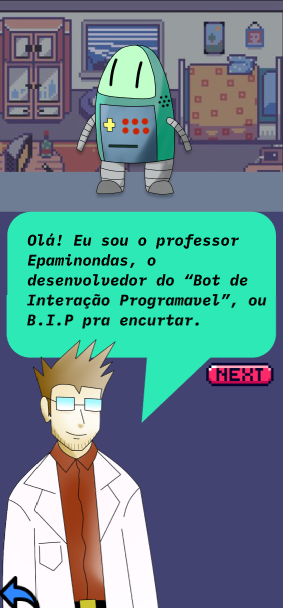 Olá! Eu sou o professor
Epaminondas, o
desenvolvedor do “Bot de
Interação Programavel”, ou
B.I.P pra encurtar.
NEXT